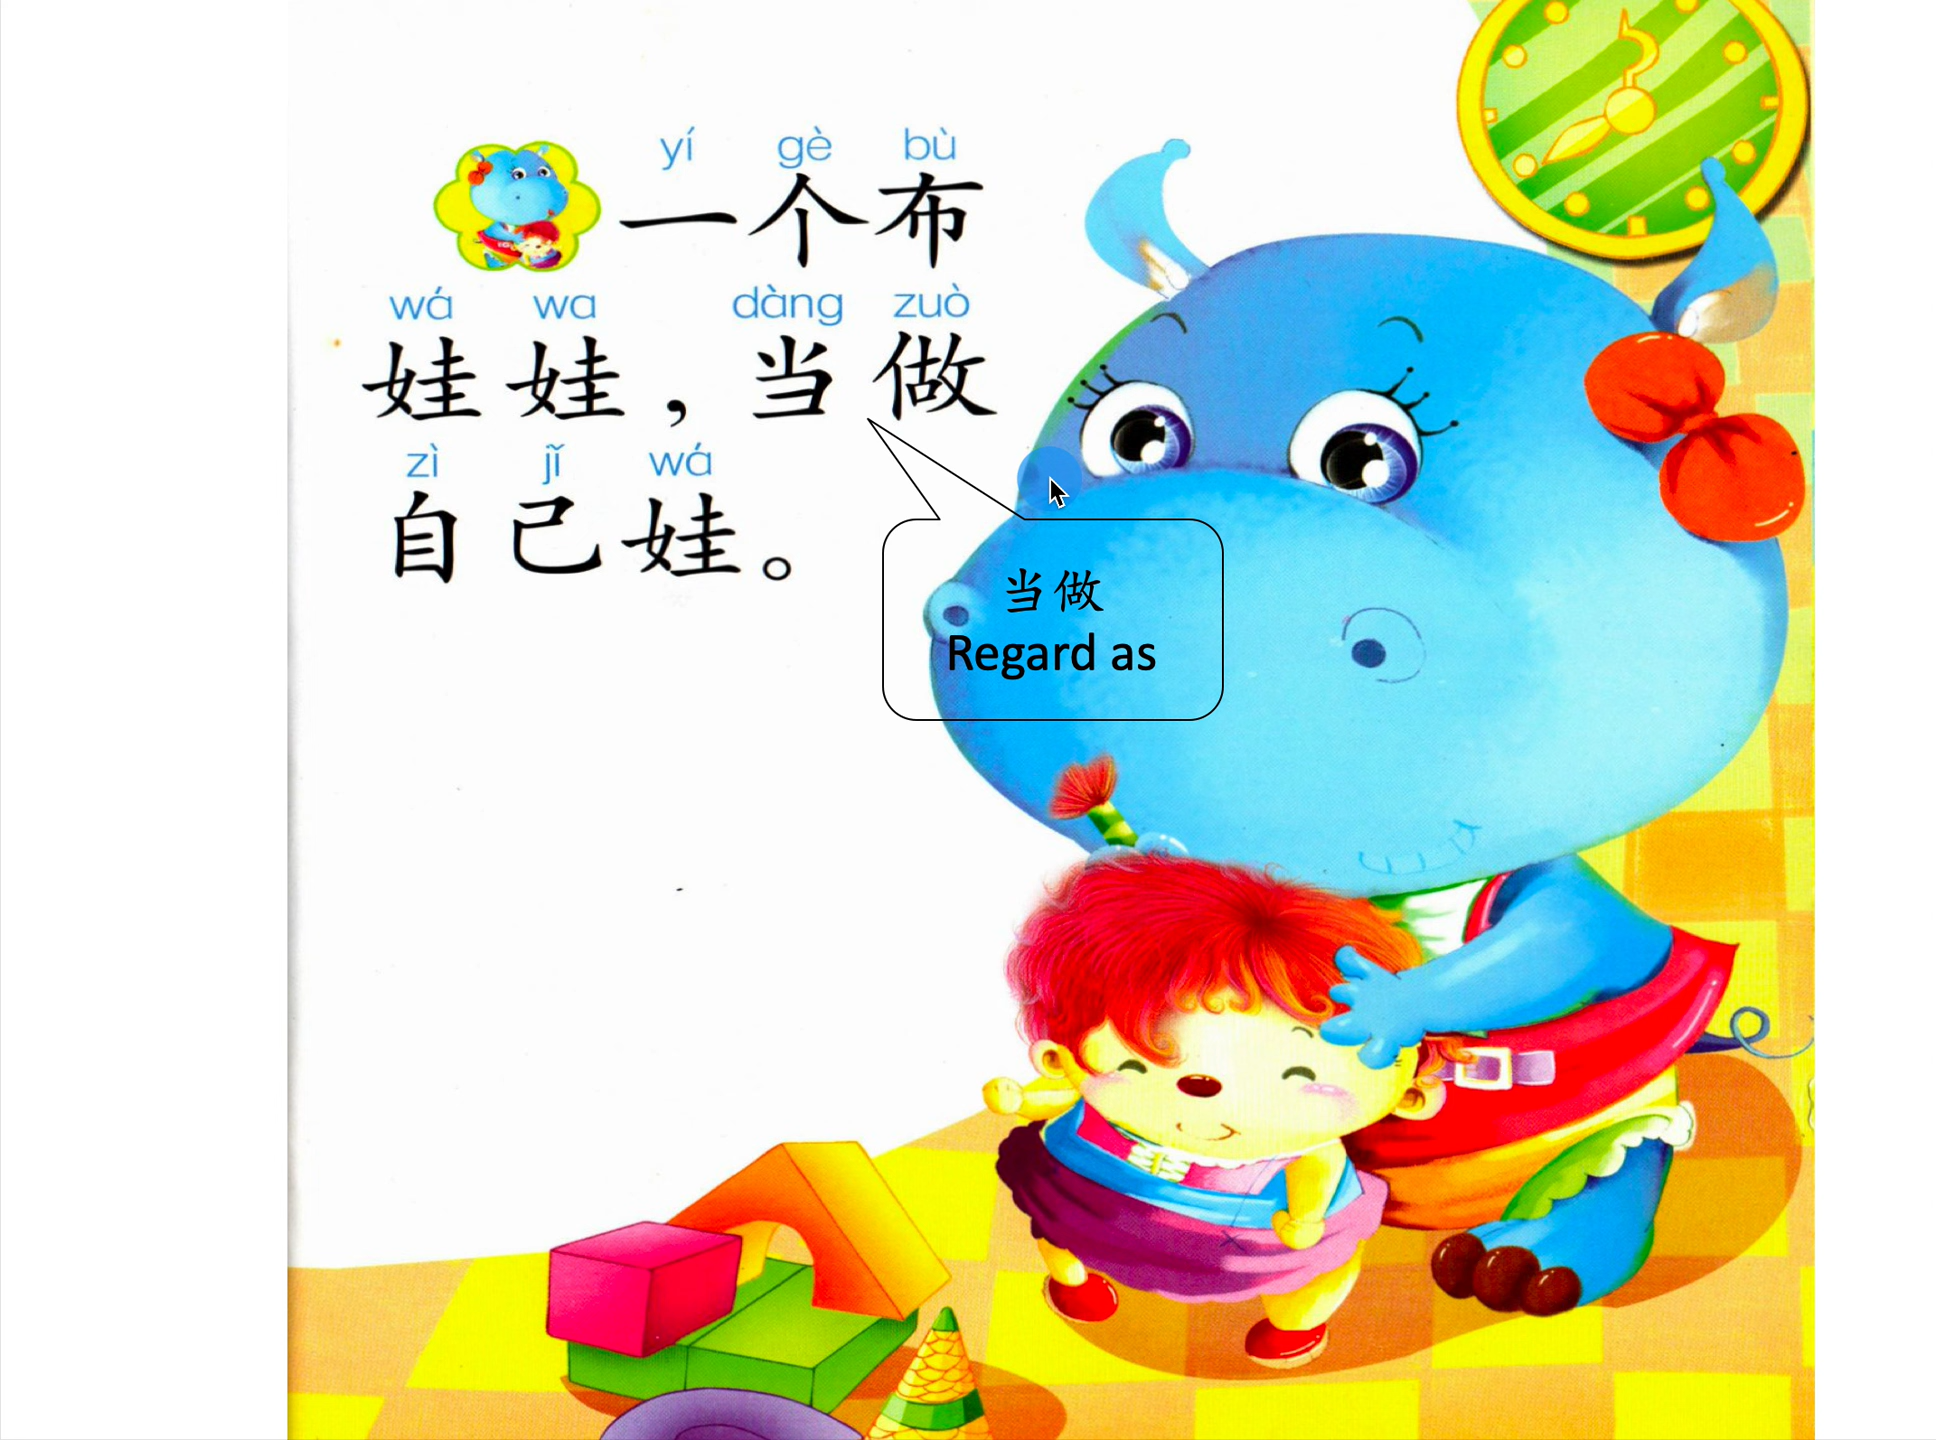 yí gè bù
一个布
wá wa dàng zuò
娃娃，当做
zì jǐ wá
自己娃。
当做
Regard as